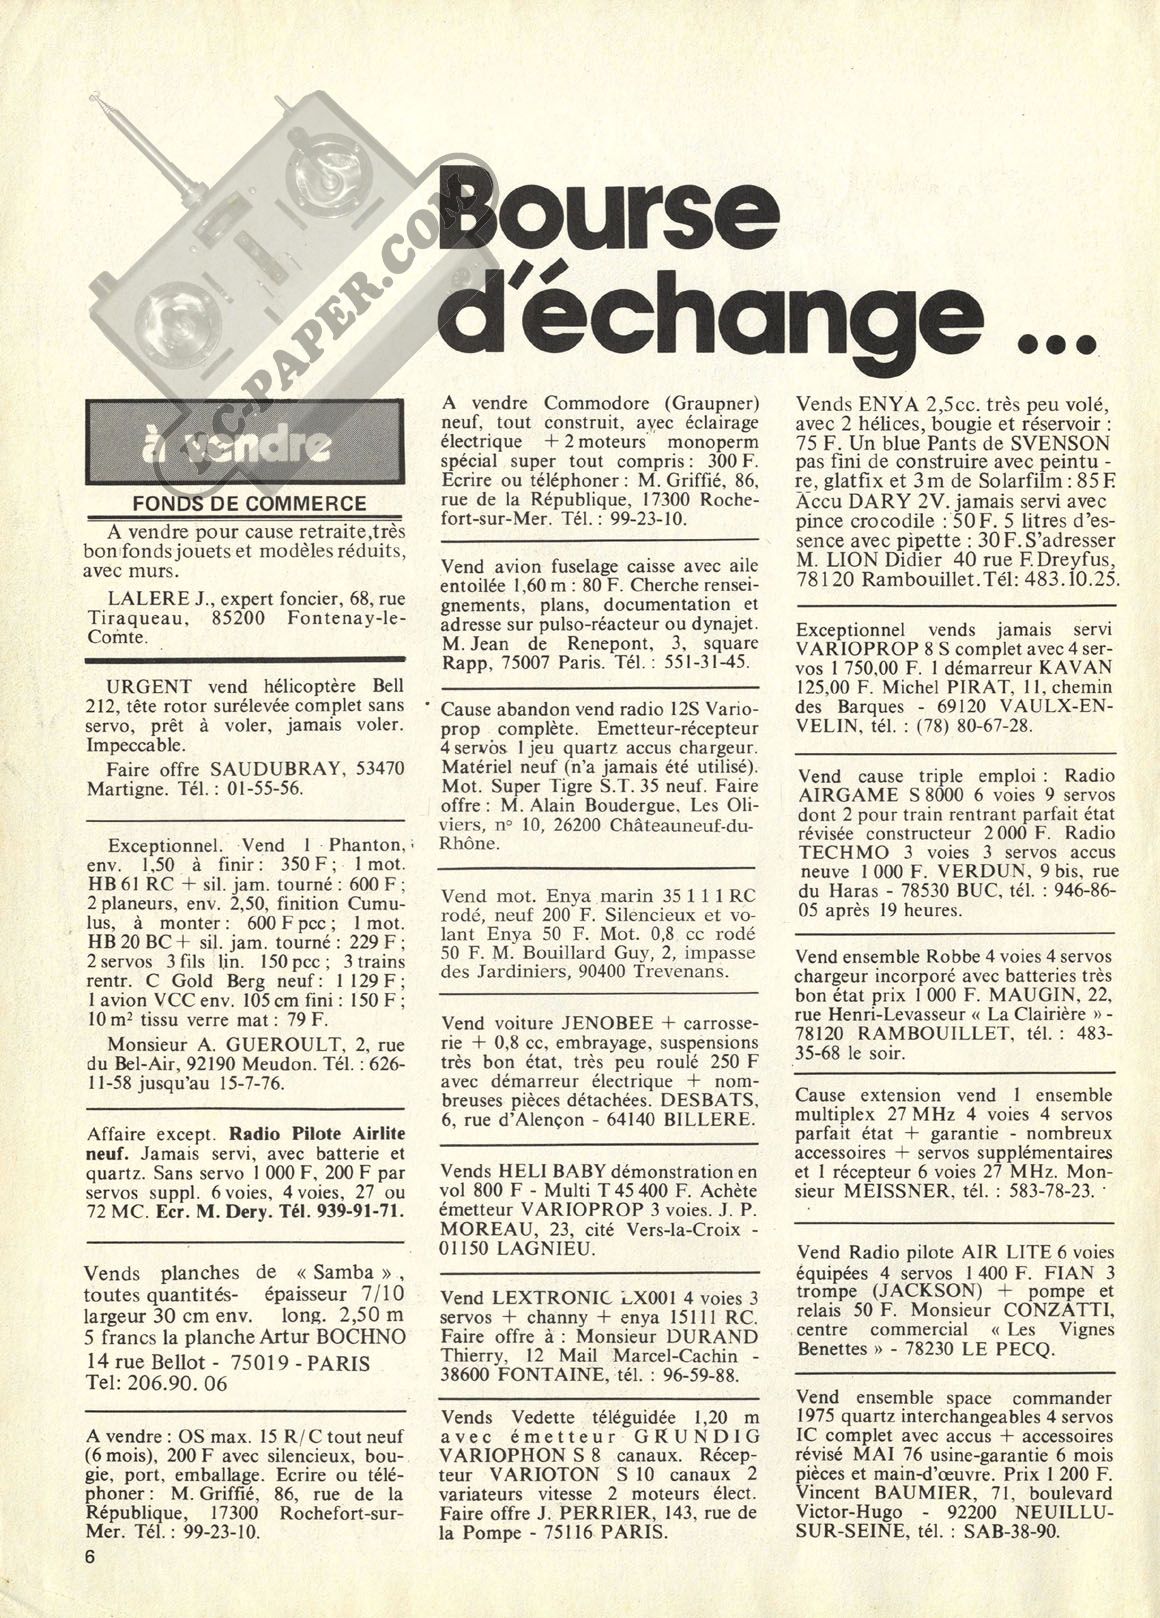 Bourse
d'échange ...
RC-PAPER.COM
à vendre
FONDS DE COMMERCE
A vendre pour cause retraite,très
bon fonds jouets et modèles réduits,
avec murs.
LALERE J., expert foncier, 68, rue
Tiraqueau, 85200 Fontenay-le-
Comte.
URGENT vend hélicoptère Bell
212, tête rotor surélevée complet sans
servo, prêt à voler, jamais voler.
Impeccable.
Faire offre SAUDUBRAY, 53470
Martigne. Tél. : 01-55-56.
Exceptionnel. Vend 1 Phanton,
env. 1,50 à finir : 350 F ; 1 mot.
HB 61 RC + sil. jam. tourné : 600 F ;
2 planeurs, env. 2,50, finition Cumu-
lus, à monter : 600 F pce ; 1 mot.
HB 20 BC + sil. jam. tourné : 229 F ;
2 servos 3 fils lin. 150 pce ; 3 trains
rentr. C Gold Berg neuf : 1 129 F ;
1 avion VCC env. 105 cm fini : 150 F ;
10 m² tissu verre mat : 79 F.
Monsieur A. GUEROULT, 2, rue
du Bel-Air, 92190 Meudon. Tél. : 626-
11-58 jusqu'au 15-7-76.
Affaire except. Radio Pilote Airlite
neuf. Jamais servi, avec batterie et
quartz. Sans servo 1 000 F, 200 F par
servos suppl. 6 voies, 4 voies, 27 ou
72 MC. Ecr. M. Dery. Tél. 939-91-71.
Vends planches de « Samba » ,
toutes quantités- épaisseur 7/10
largeur 30 cm env. long. 2,50 m
5 francs la planche Artur BOCHNO
14 rue Bellot - 75019 - PARIS
Tel: 206.90. 06
A vendre : OS max. 15 R/C tout neuf
(6 mois), 200 F avec silencieux, bou-
gie, port, emballage. Ecrire ou télé-
phoner : M. Griffié, 86, rue de la
République, 17300 Rochefort-sur-
Mer. Tél. : 99-23-10.
6
A vendre Commodore (Graupner)
neuf, tout construit, avec éclairage
électrique + 2 moteurs monoperm
spécial super tout compris : 300 F.
Ecrire ou téléphoner : M. Griffié, 86,
rue de la République, 17300 Roche-
fort-sur-Mer. Tél. : 99-23-10.
Vend avion fuselage caisse avec aile
entoilée 1,60 m : 80 F. Cherche rensei-
gnements, plans, documentation et
adresse sur pulso-réacteur ou dynajet.
M. Jean de Renepont, 3, square
Rapp, 75007 Paris. Tél. : 551-31-45.
Cause abandon vend radio 12S Vario-
prop complète. Emetteur-récepteur
4 servos 1 jeu quartz accus chargeur.
Matériel neuf (n'a jamais été utilisé).
Mot. Super Tigre S.T. 35 neuf. Faire
offre : M. Alain Boudergue, Les Oli-
viers, n° 10, 26200 Châteauneuf-du-
Rhône.
Vend mot. Enya marin 35 1 1 1 RC
rodé, neuf 200 F. Silencieux et vo-
lant Enya 50 F. Mot. 0,8 cc rodé
50 F. M. Bouillard Guy, 2, impasse
des Jardiniers, 90400 Trevenans.
Vend voiture JENOBEE + carrosse-
rie + 0,8 cc, embrayage, suspensions
très bon état, très peu roulé 250 F
avec démarreur électrique + nom-
breuses pièces détachées. DESBATS,
6, rue d'Alençon - 64140 BILLERE.
Vends HELI BABY démonstration en
vol 800 F - Multi T 45 400 F. Achète
émetteur VARIOPROP 3 voies. J. P.
MOREAU, 23, cité Vers-la-Croix -
01150 LAGNIEU.
Vend LEXTRONIC LX001 4 voies 3
servos + channy + enya 15111 RC.
Faire offre à : Monsieur DURAND
Thierry, 12 Mail Marcel-Cachin -
38600 FONTAINE, tél. : 96-59-88.
Vends Vedette téléguidée 1,20 m
avec émetteur GRUNDIG
VARIOPHON S 8 canaux. Récep-
teur VARIOTON S 10 canaux 2
variateurs vitesse 2 moteurs élect.
Faire offre J. PERRIER, 143, rue de
la Pompe - 75116 PARIS.
Vends ENYA 2,5cc. très peu volé,
avec 2 hélices, bougie et réservoir :
75 F. Un blue Pants de SVENSON
pas fini de construire avec peintu -
re, glatfix et 3 m de Solarfilm : 85 F.
Accu DARY 2V. jamais servi avec
pince crocodile : 50 F. 5 litres d'es-
sence avec pipette : 30 F. S'adresser
M. LION Didier 40 rue F. Dreyfus,
78120 Rambouillet. Tél: 483.10.25.
Exceptionnel vends jamais servi
VARIOPROP 8 S complet avec 4 ser-
vos 1 750,00 F. 1 démarreur KAVAN
125,00 F. Michel PIRAT, 11, chemin
des Barques - 69120 VAULX-EN-
VELIN, tél. : (78) 80-67-28.
Vend cause triple emploi : Radio
AIRGAME S 8000 6 voies 9 servos
dont 2 pour train rentrant parfait état
révisée constructeur 2 000 F. Radio
TECHMO 3 voies 3 servos accus
neuve 1 000 F. VERDUN, 9 bis, rue
du Haras - 78530 BUC, tél. : 946-86-
05 après 19 heures.
Vend ensemble Robbe 4 voies 4 servos
chargeur incorporé avec batteries très
bon état prix 1 000 F. MAUGIN, 22,
rue Henri-Levasseur « La Clairière » -
78120 RAMBOUILLET, tél. : 483-
35-68 le soir.
Cause extension vend 1 ensemble
multiplex 27 MHz 4 voies 4 servos
parfait état + garantie - nombreux
accessoires + servos supplémentaires
et 1 récepteur 6 voies 27 MHz. Mon-
sieur MEISSNER, tél. : 583-78-23.
Vend Radio pilote AIR LITE 6 voies
équipées 4 servos 1 400 F. FIAN 3
trompe (JACKSON) + pompe et
relais 50 F. Monsieur CONZATTI,
centre commercial « Les Vignes
Benettes » - 78230 LE PECQ.
Vend ensemble space commander
1975 quartz interchangeables 4 servos
IC complet avec accus + accessoires
révisé MAI 76 usine-garantie 6 mois
pièces et main-d'œuvre. Prix 1 200 F.
Vincent BAUMIER, 71, boulevard
Victor-Hugo - 92200 NEUILLU-
SUR-SEINE, tél. : SAB-38-90.